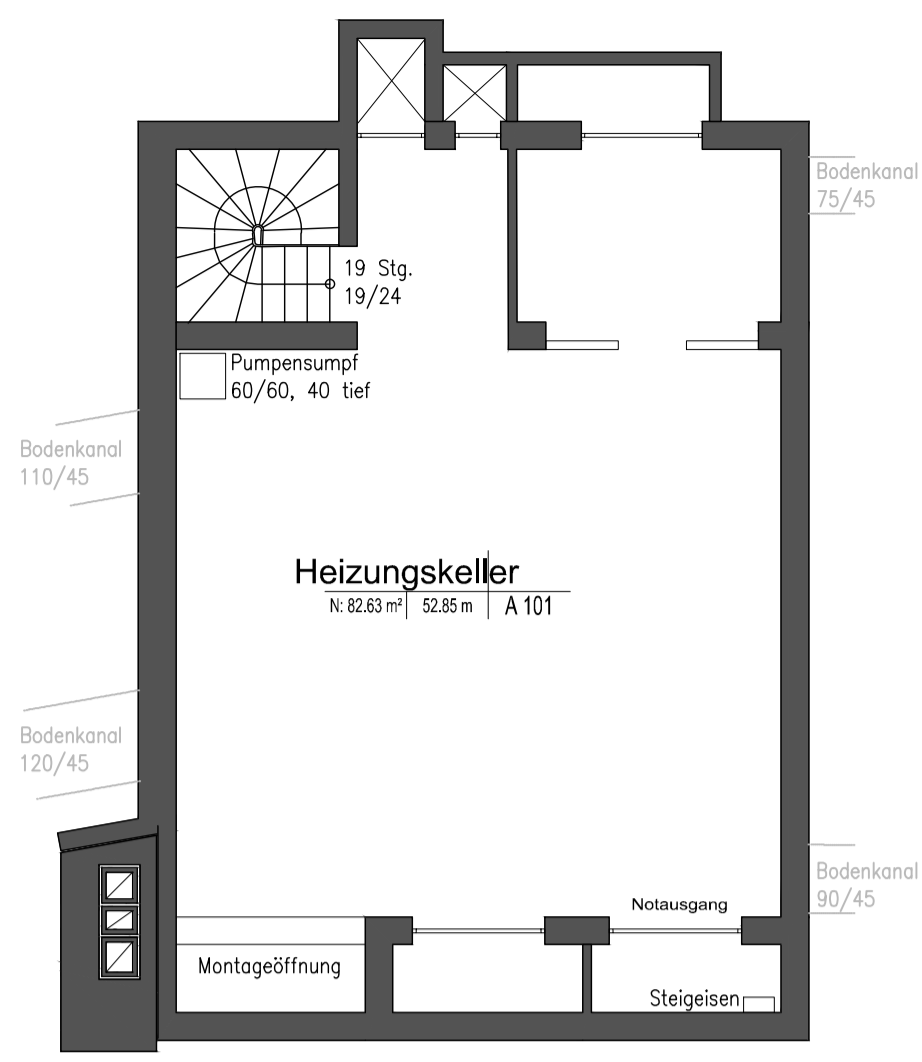 Bodenkanal
75/45
19 Stg.
19/24
Pumpensumpf
60/60, 40 tief
Bodenkanal
110/45
Heizungskeller
N: 82.63 m² 52.85 m A 101
Bodenkanal
120/45
Bodenkanal
90/45
Notausgang
Montageöffnung
Steigeisen